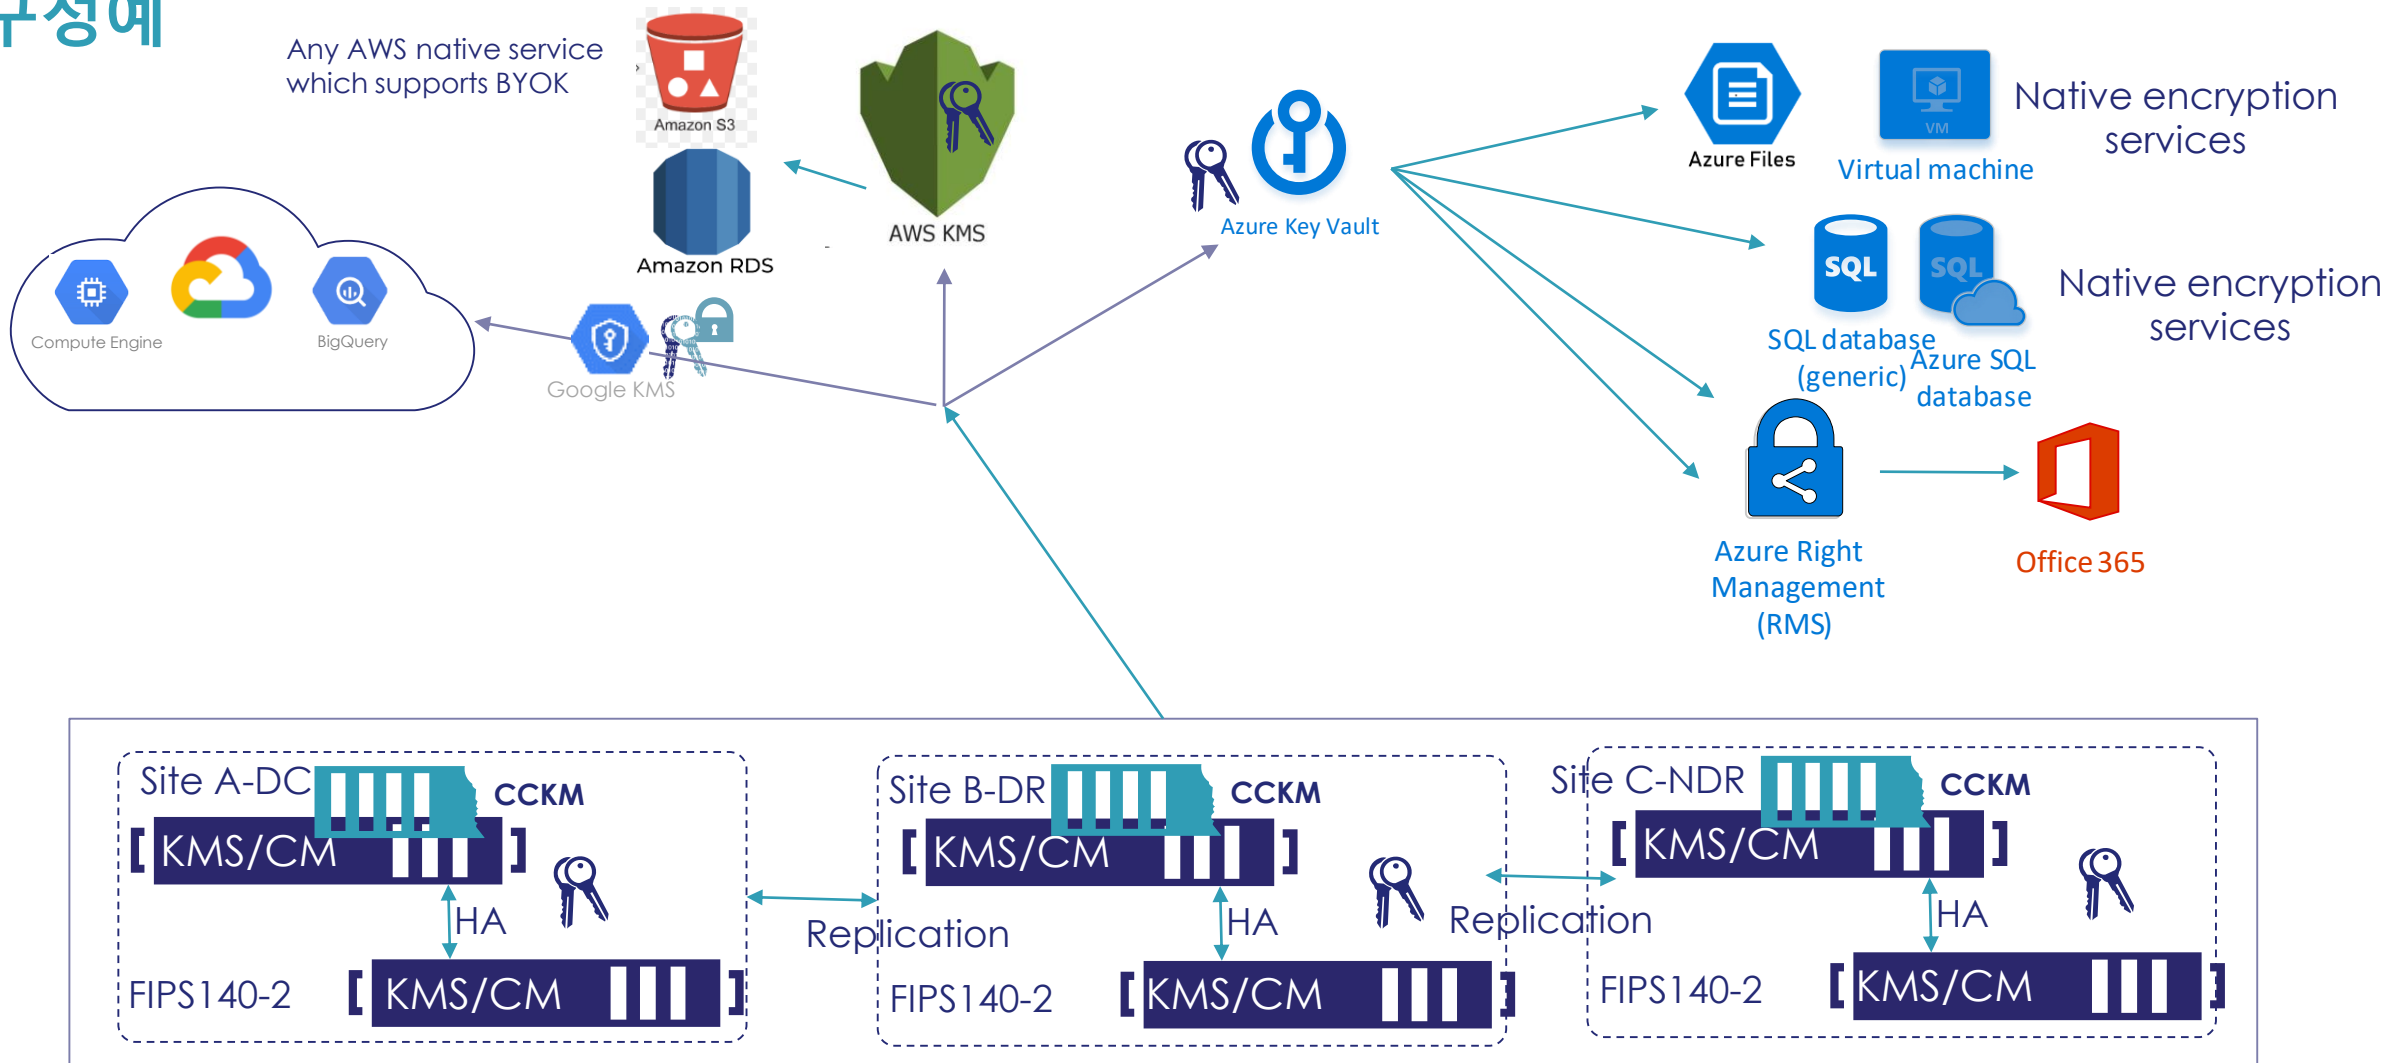 구성예
Any AWS native service
which supports BYOK
Amazon S3
Amazon RDS
AWS KMS
Azure Key Vault
Azure Files
VM
Virtual machine
Native encryption
services
SQL
SQL
SQL database
(generic)
Azure SQL
database
Native encryption
services
Compute Engine
BigQuery
Google KMS
Azure Right
Management
(RMS)
Office 365
Site A-DC
CCKM
KMS/CM
HA
FIPS140-2
KMS/CM
Replication
Site B-DR
CCKM
KMS/CM
HA
FIPS140-2
KMS/CM
Replication
Site C-NDR
CCKM
KMS/CM
HA
FIPS140-2
KMS/CM